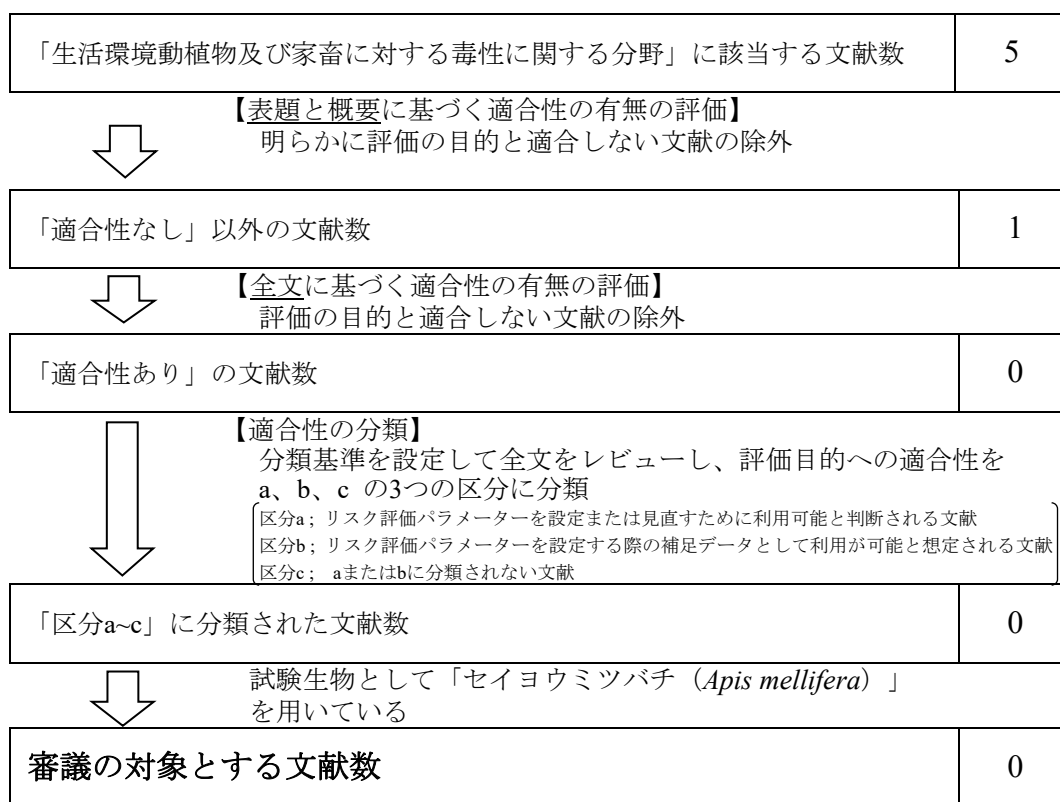 「生活環境動植物及び家畜に対する毒性に関する分野」に該当する文献数 5
【表題と概要に基づく適合性の有無の評価】
明らかに評価の目的と適合しない文献の除外
「適合性なし」以外の文献数 1
【全文に基づく適合性の有無の評価】
評価の目的と適合しない文献の除外
「適合性あり」の文献数 0
【適合性の分類】
分類基準を設定して全文をレビューし、評価目的への適合性を
a、b、c の3つの区分に分類
区分a ; リスク評価パラメーターを設定または見直すために利用可能と判断される文献
区分b ; リスク評価パラメーターを設定する際の補足データとして利用が可能と想定される文献
区分c ; aまたはbに分類されない文献
「区分a~c」に分類された文献数 0
試験生物として「セイヨウミツバチ（Apis mellifera）」
を用いている
審議の対象とする文献数 0